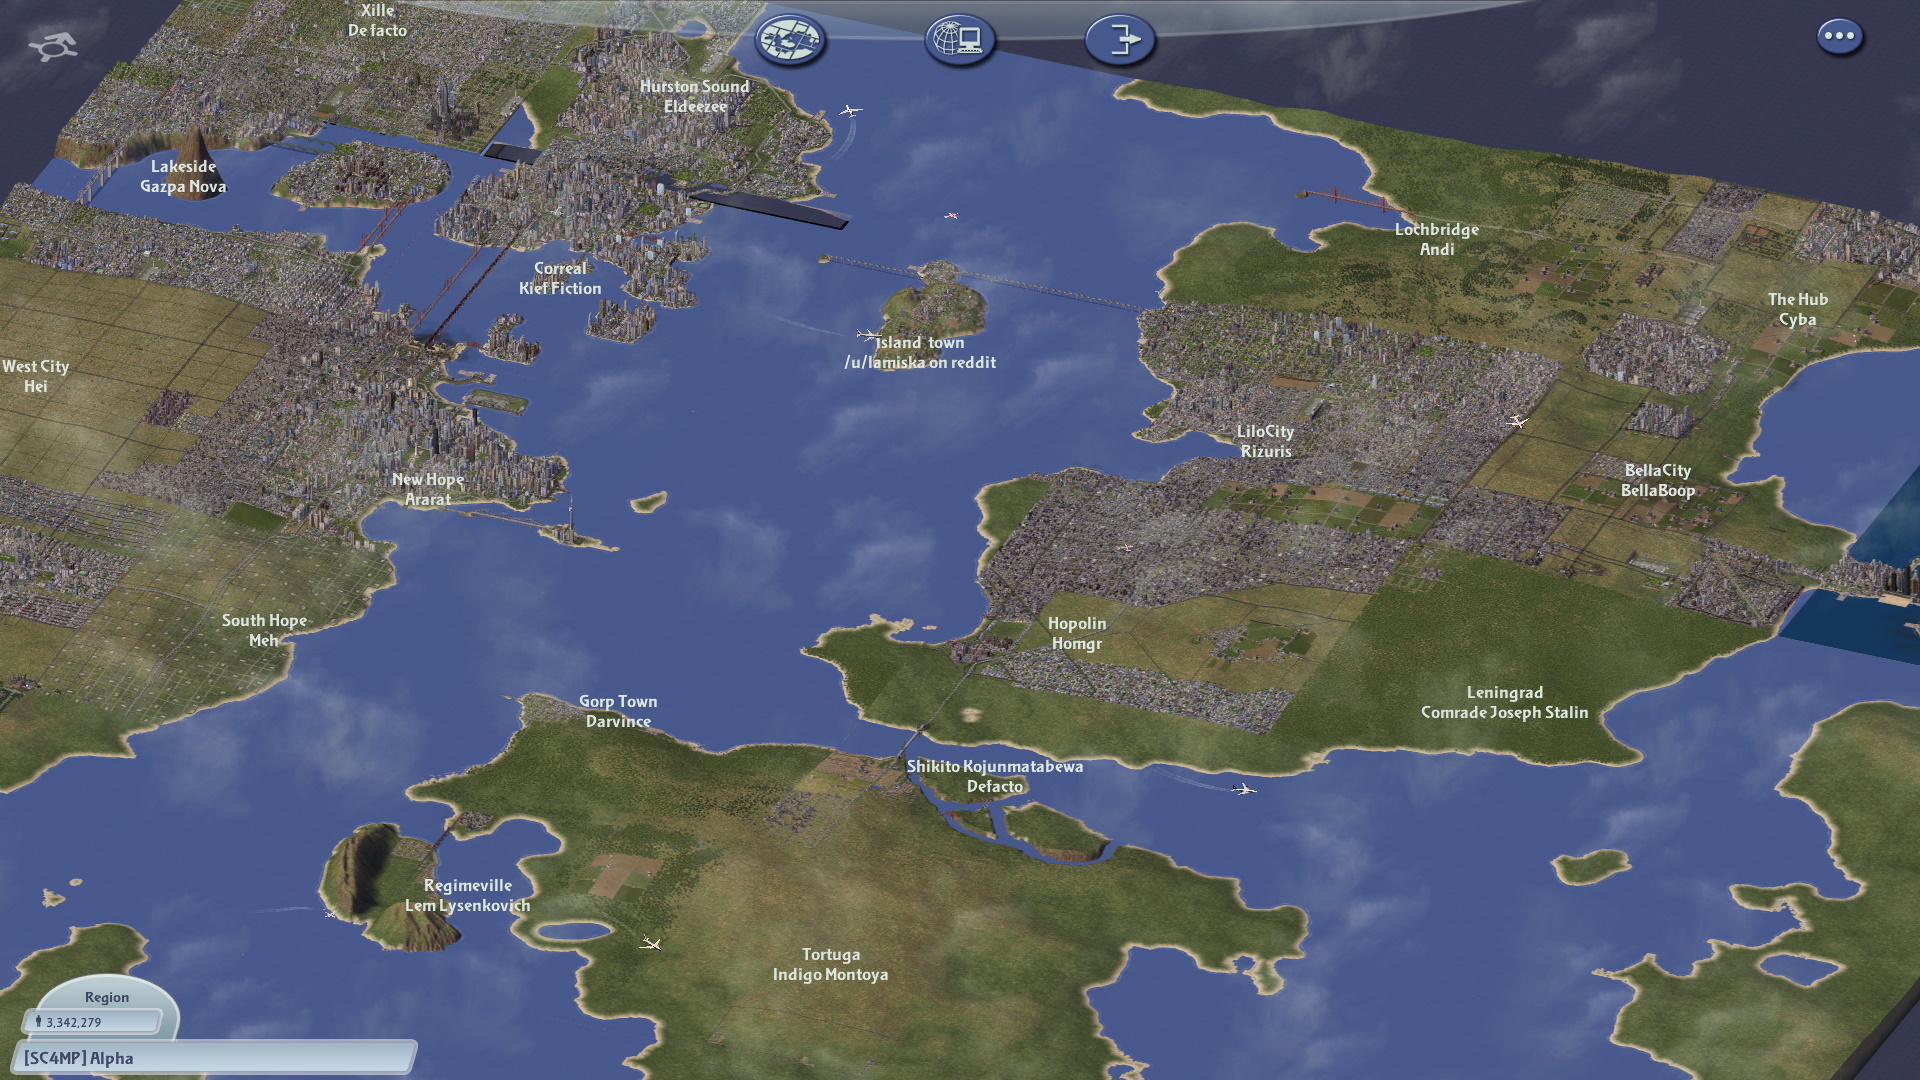 Xille
De facto
Hurston Sound
Eldeezee
Lakeside
Gazpa Nova
Lochbridge
Andi
Correal
Kief Fiction
The Hub
Cyba
Island town
/u/lamiska on reddit
West City
Hei
LiloCity
Rizuris
BellaCity
BellaBoop
New Hope
Ararat
South Hope
Meh
Hopolin
Homgr
Gorp Town
Darvince
Leningrad
Comrade Joseph Stalin
Shikito Kojunmatabewa
Defacto
Regimeville
Lem Lysenkovich
Tortuga
Indigo Montoya
Region
3,342,279
[SC4MP] Alpha